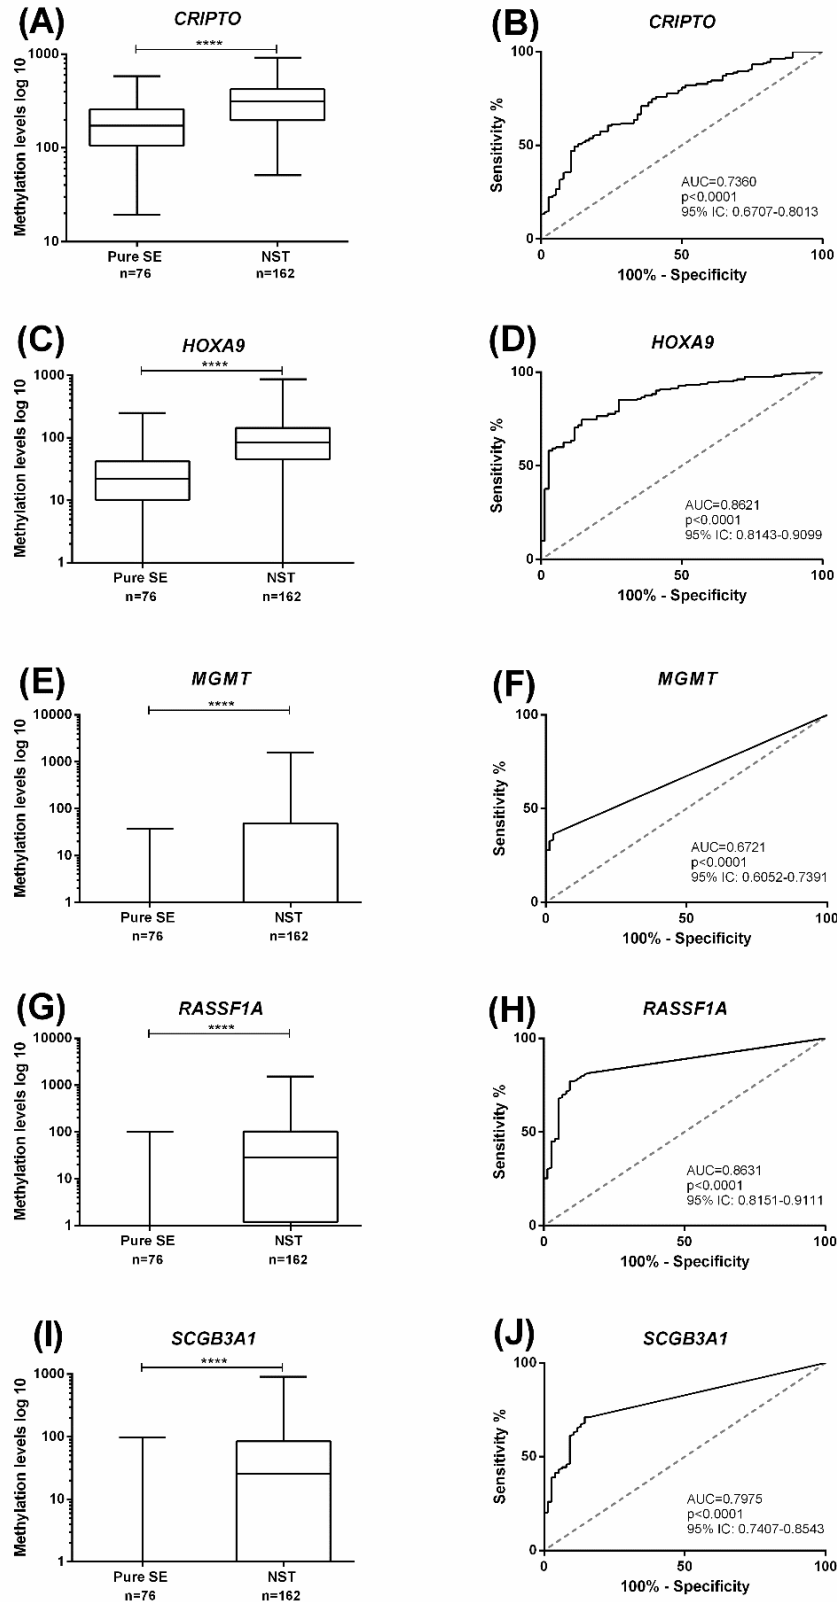 (A)
CRIPTO
****
Methylation levels log 10
1000
100
10
Pure SE
n=76
NST
n=162
(B)
CRIPTO
Sensitivity %
100
50
0
AUC=0.7360
p<0.0001
95% IC: 0.6707-0.8013
0
50
100
100% - Specificity
(C)
HOXA9
****
Methylation levels log 10
1000
100
10
1
Pure SE
n=76
NST
n=162
(D)
HOXA9
Sensitivity %
100
50
0
AUC=0.8621
p<0.0001
95% IC: 0.8143-0.9099
0
50
100
100% - Specificity
(E)
MGMT
****
Methylation levels log 10
10000
1000
100
10
1
Pure SE
n=76
NST
n=162
(F)
MGMT
Sensitivity %
100
50
0
AUC=0.6721
p<0.0001
95% IC: 0.6052-0.7391
0
50
100
100% - Specificity
(G)
RASSF1A
****
Methylation levels log 10
10000
1000
100
10
1
Pure SE
n=76
NST
n=162
(H)
RASSF1A
Sensitivity %
100
50
0
AUC=0.8631
p<0.0001
95% IC: 0.8151-0.9111
0
50
100
100% - Specificity
(I)
SCGB3A1
****
Methylation levels log 10
1000
100
10
1
Pure SE
n=76
NST
n=162
(J)
SCGB3A1
Sensitivity %
100
50
0
AUC=0.7975
p<0.0001
95% IC: 0.7407-0.8543
0
50
100
100% - Specificity